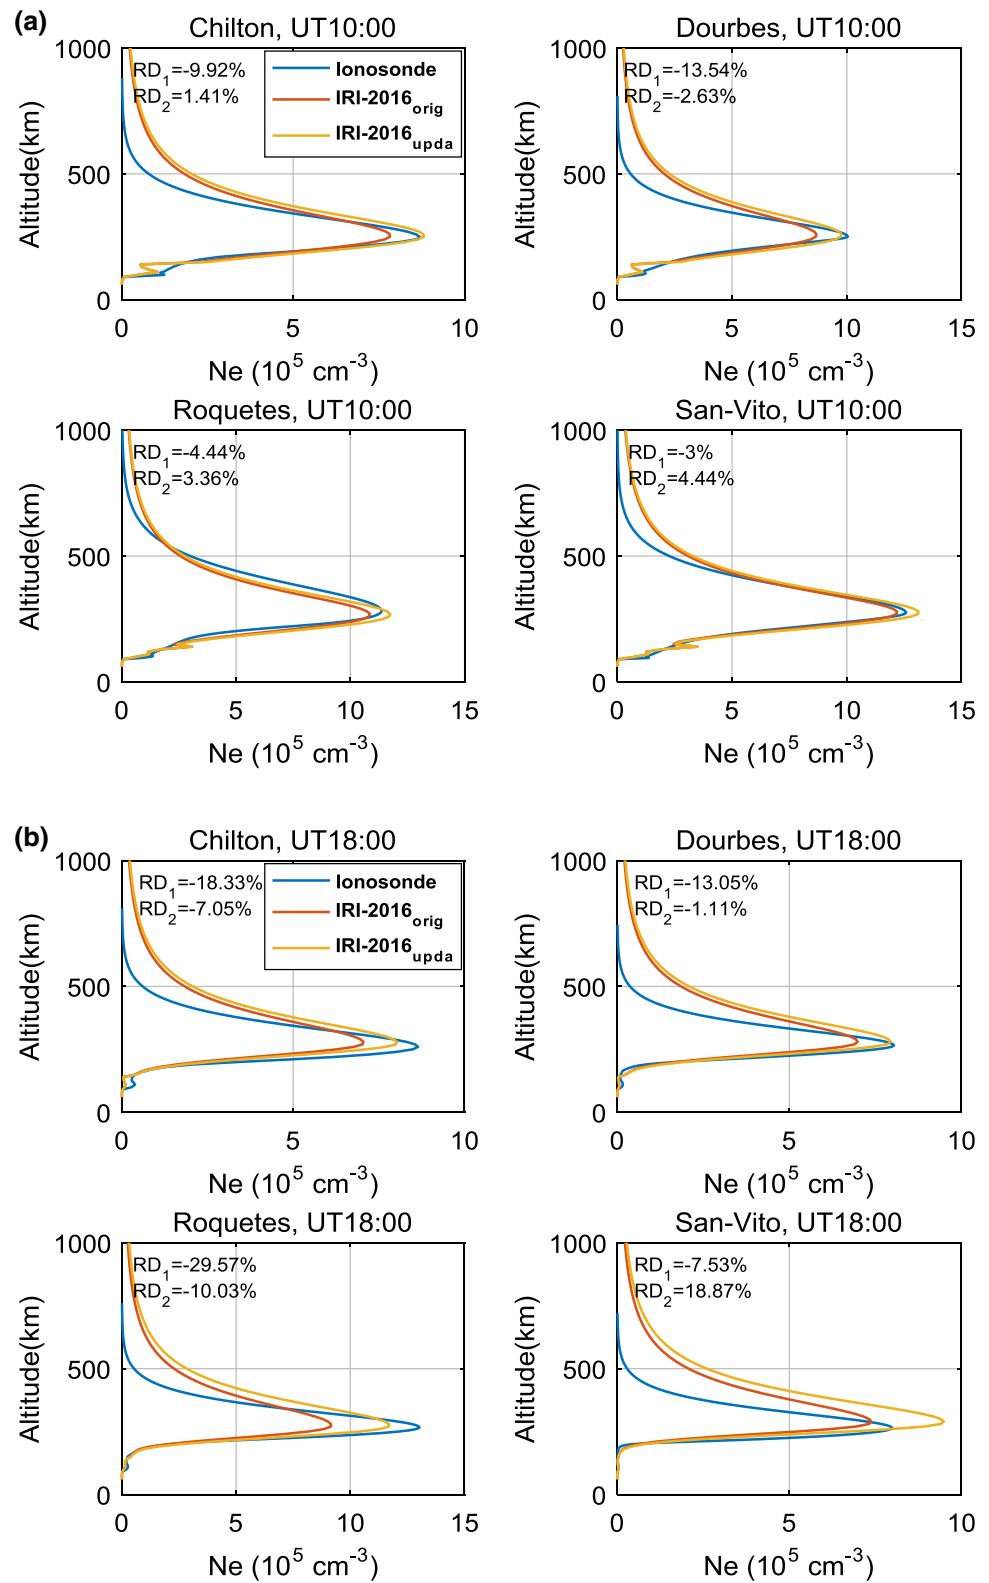 (a)
Chilton, UT10:00
1000
500
0
Altitude(km)
RD1=-9.92%
RD2=1.41%
Ionosonde
IRI-2016orig
IRI-2016upda
0 5 10
Ne (10^5 cm^-3)
Dourbes, UT10:00
1000
500
0
Altitude(km)
RD1=-13.54%
RD2=-2.63%
0 5 10 15
Ne (10^5 cm^-3)
Roquetes, UT10:00
1000
500
0
Altitude(km)
RD1=-4.44%
RD2=3.36%
0 5 10 15
Ne (10^5 cm^-3)
San-Vito, UT10:00
1000
500
0
Altitude(km)
RD1=-3%
RD2=4.44%
0 5 10 15
Ne (10^5 cm^-3)
(b)
Chilton, UT18:00
1000
500
0
Altitude(km)
RD1=-18.33%
RD2=-7.05%
Ionosonde
IRI-2016orig
IRI-2016upda
0 5 10
Ne (10^5 cm^-3)
Dourbes, UT18:00
1000
500
0
Altitude(km)
RD1=-13.05%
RD2=-1.11%
0 5 10
Ne (10^5 cm^-3)
Roquetes, UT18:00
1000
500
0
Altitude(km)
RD1=-29.57%
RD2=-10.03%
0 5 10 15
Ne (10^5 cm^-3)
San-Vito, UT18:00
1000
500
0
Altitude(km)
RD1=-7.53%
RD2=18.87%
0 5 10
Ne (10^5 cm^-3)